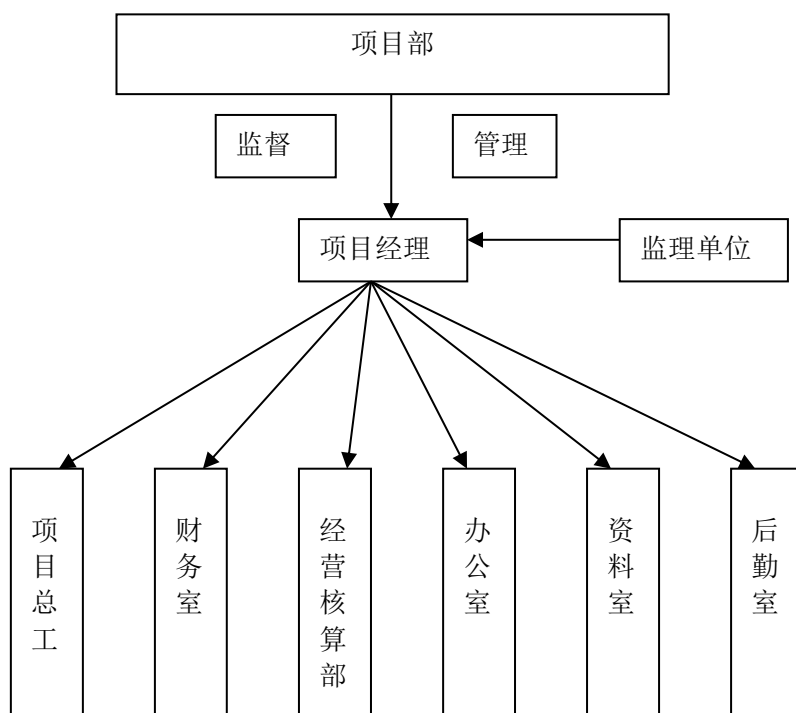 项目部
监督
管理
项目经理
监理单位
项目总工
财务室
经营核算部
办公室
资料室
后勤室